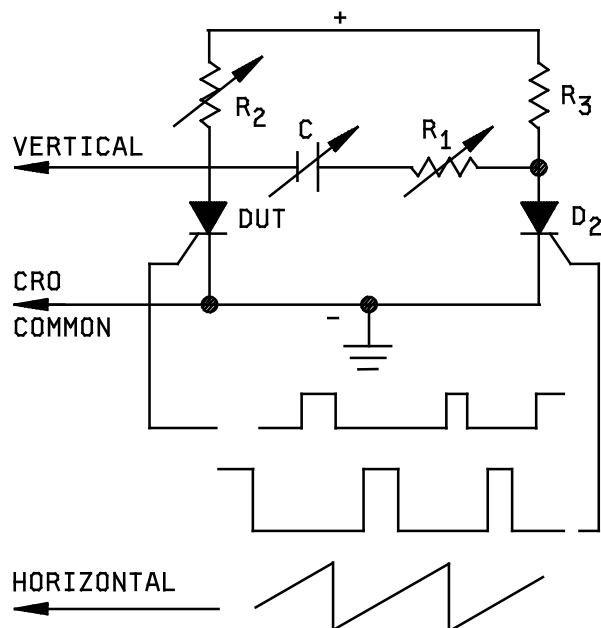 +
R2
R3
C
R1
VERTICAL
DUT
D2
CRO
COMMON
-
HORIZONTAL